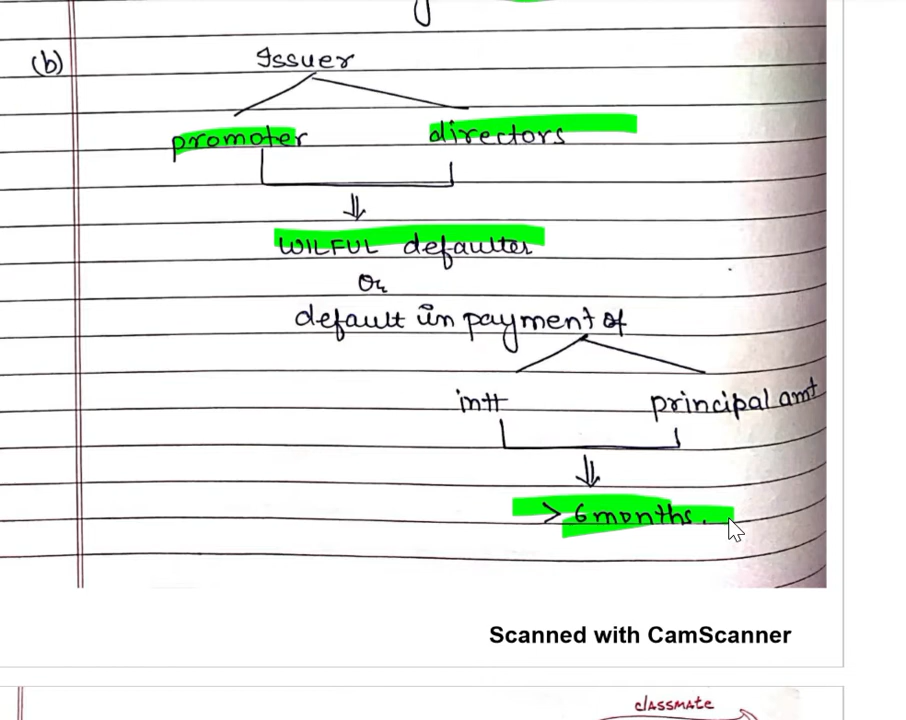 (b) Issuer
promoter directors
WILFUL defaulter
Or
default in payment of
intt principal amt
> 6 months.
Scanned with CamScanner
classmate